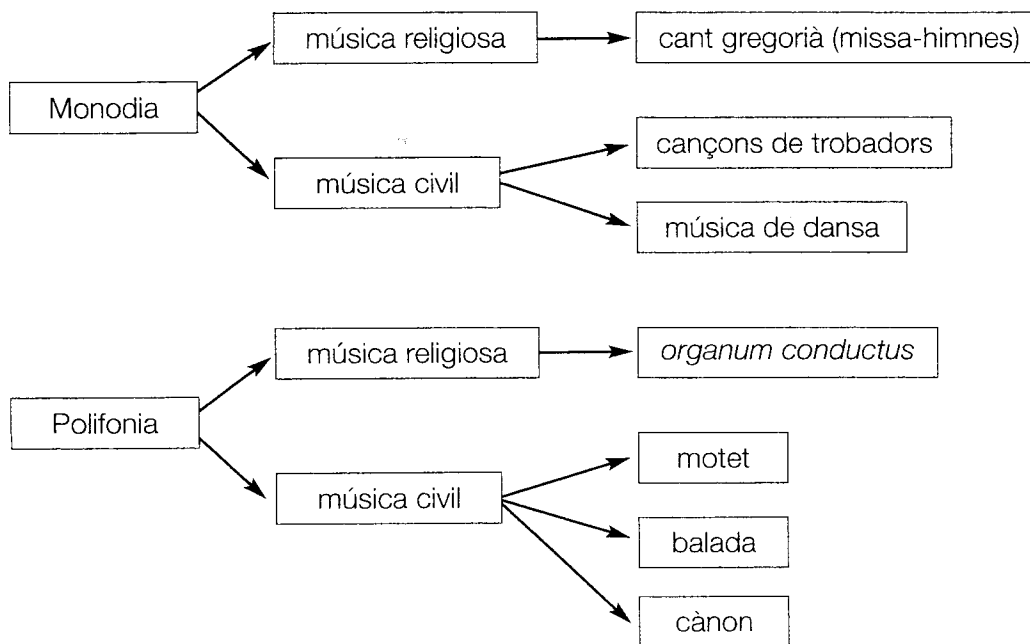 música religiosa
cant gregorià (missa-himnes)
Monodia
cançons de trobadors
música civil
música de dansa
música religiosa
organum conductus
Polifonia
motet
música civil
balada
cànon